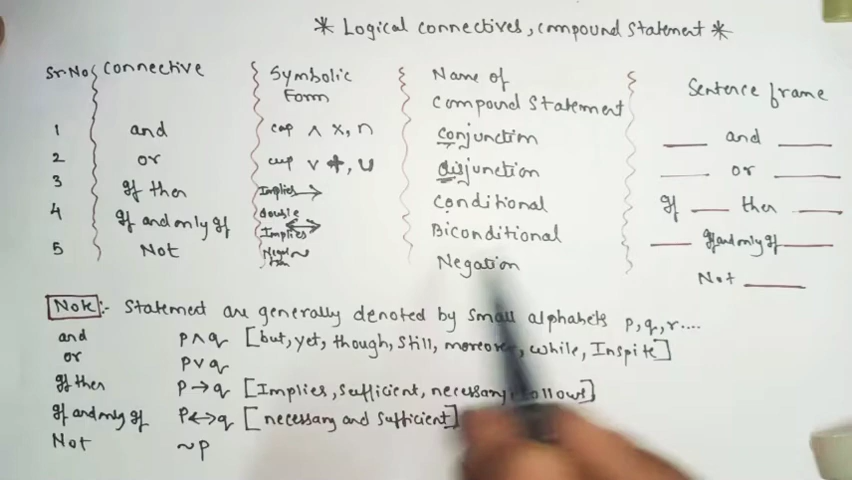 * Logical connectives, compound statement *
Sr.No connective Symbolic Form Name of compound statement Sentence frame
1 and cap ∧ ×, n conjunction ___ and ___
2 or cup ∨ +, ∪ disjunction ___ or ___
3 If then Implies → conditional If ___ then ___
4 If and only if double Implies ↔ Biconditional ___ If and only if ___
5 Not Negation ~ Negation Not ___
Note:- Statement are generally denoted by small alphabets p, q, r....
and p∧q [but, yet, though, still, moreover, while, Inspite]
or p∨q
If then p→q [Implies, sufficient, necessary, follows]
If and only if p↔q [necessary and sufficient]
Not ~p